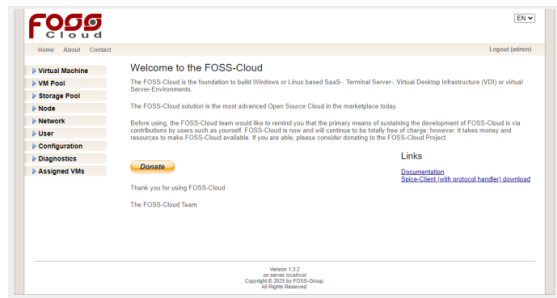 FOSS
Cloud
EN
Home About Contact
Logout (admin)
Virtual Machine
VM Pool
Storage Pool
Node
Network
User
Configuration
Diagnostics
Assigned VMs
Welcome to the FOSS-Cloud
The FOSS-Cloud is the foundation to build Windows or Linux based SaaS-, Terminal Server-, Virtual Desktop Infrastructure (VDI) or virtual
Server-Environments.
The FOSS-Cloud solution is the most advanced Open Source Cloud in the marketplace today.
Before using, the FOSS-Cloud team would like to remind you that the primary means of sustaining the development of FOSS-Cloud is via
contributions by users such as yourself. FOSS-Cloud is now and will continue to be totally free of charge; however, it takes money and
resources to make FOSS-Cloud available. If you are able, please consider donating to the FOSS-Cloud Project.
Donate
Thank you for using FOSS-Cloud
The FOSS-Cloud Team
Links
Documentation
Spice-Client (with protocol handler) download
Version 1.3.2
on server localhost
Copyright © 2025 by FOSS-Group.
All Rights Reserved.